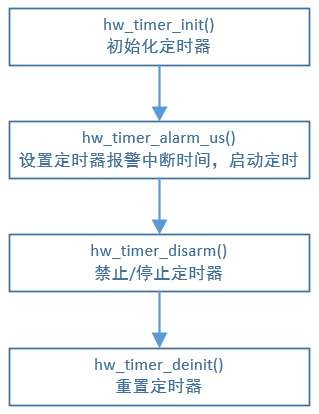 hw_timer_init()
初始化定时器
hw_timer_alarm_us()
设置定时器报警中断时间，启动定时
hw_timer_disarm()
禁止/停止定时器
hw_timer_deinit()
重置定时器